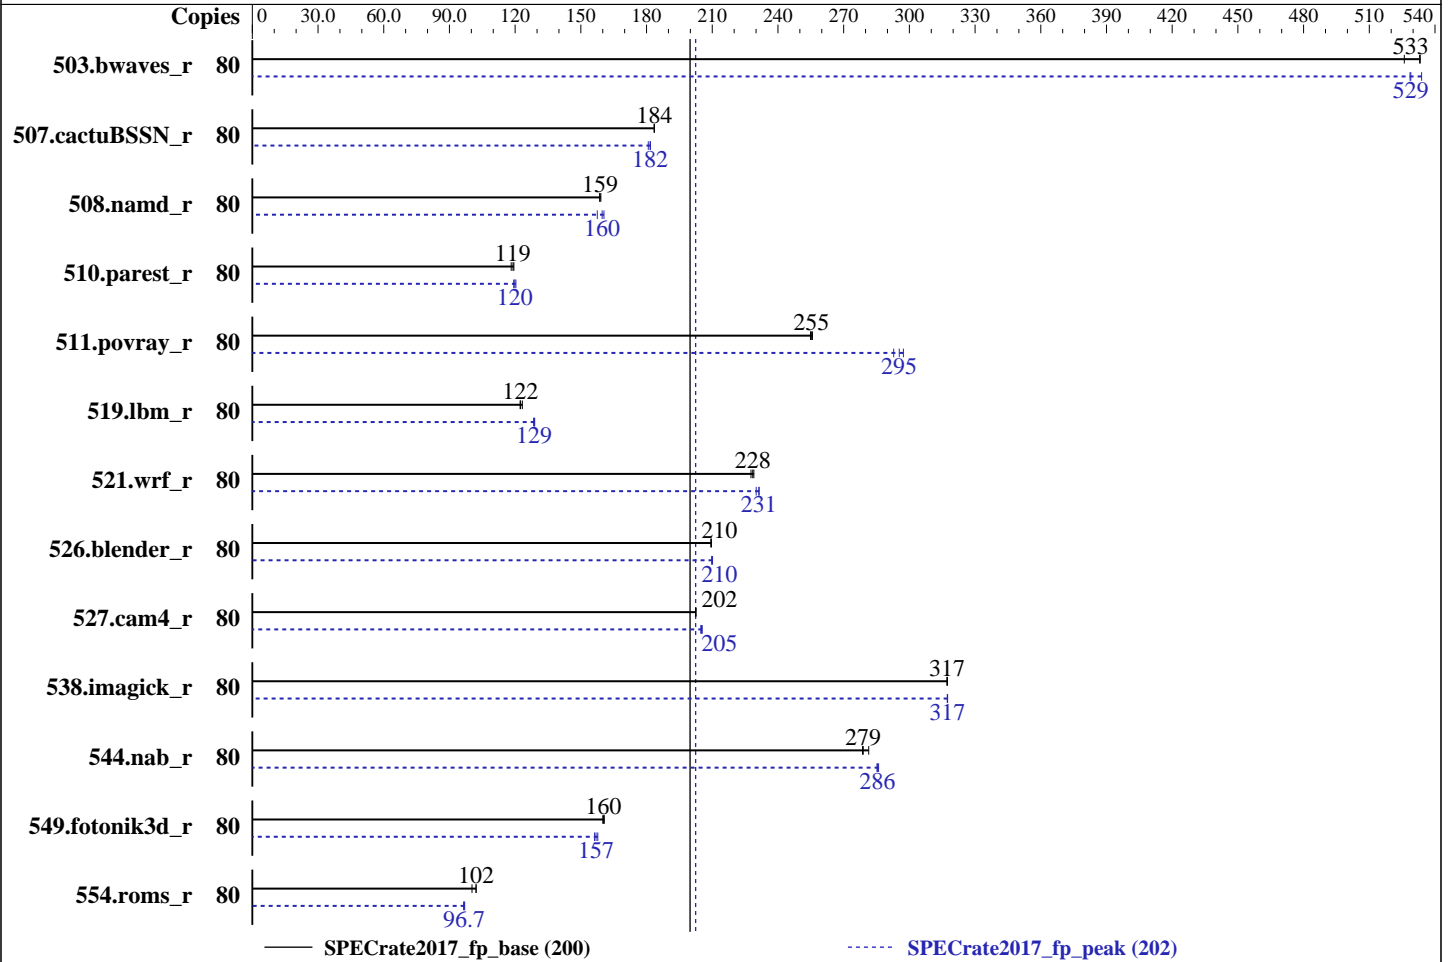 Copies 0 30.0 60.0 90.0 120 150 180 210 240 270 300 330 360 390 420 450 480 510 540
533
503.bwaves_r 80
529
184
507.cactuBSSN_r 80
182
159
508.namd_r 80
160
119
510.parest_r 80
120
255
511.povray_r 80
295
122
519.lbm_r 80
129
228
521.wrf_r 80
231
210
526.blender_r 80
210
202
527.cam4_r 80
205
317
538.imagick_r 80
317
279
544.nab_r 80
286
160
549.fotonik3d_r 80
157
102
554.roms_r 80
96.7
SPECrate2017_fp_base (200) SPECrate2017_fp_peak (202)